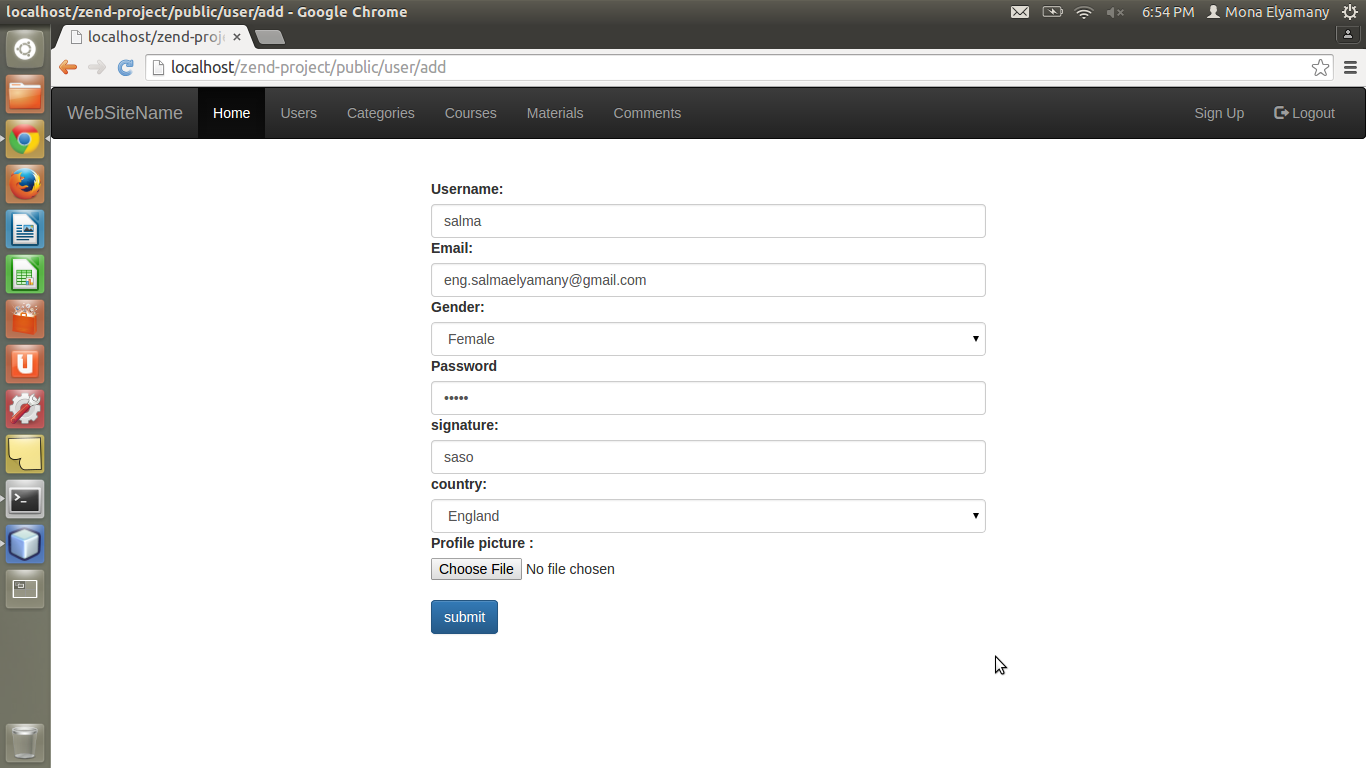 localhost/zend-project/public/user/add - Google Chrome
6:54 PM Mona Elyamany
localhost/zend-proj
localhost/zend-project/public/user/add
WebSiteName Home Users Categories Courses Materials Comments Sign Up Logout
Username:
salma
Email:
eng.salmaelyamany@gmail.com
Gender:
Female
Password
•••••
signature:
saso
country:
England
Profile picture :
Choose File No file chosen
submit